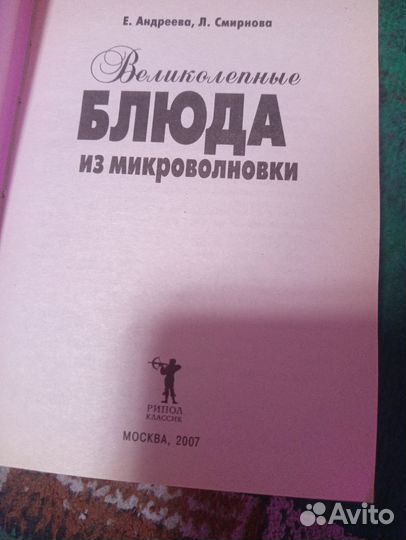 Е. Андреева, Л. Смирнова
Великолепные
БЛЮДА
ИЗ МИКРОВОЛНОВКИ
РИПОЛ
КЛАССИК
МОСКВА, 2007
Avito